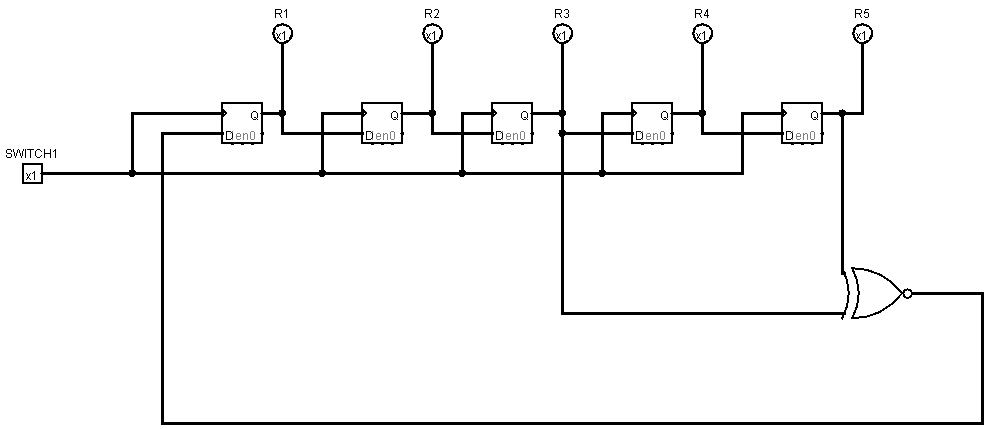 R1 R2 R3 R4 R5
x1 x1 x1 x1 x1
Q Q Q Q Q
D en0 D en0 D en0 D en0 D en0
SWITCH1
x1